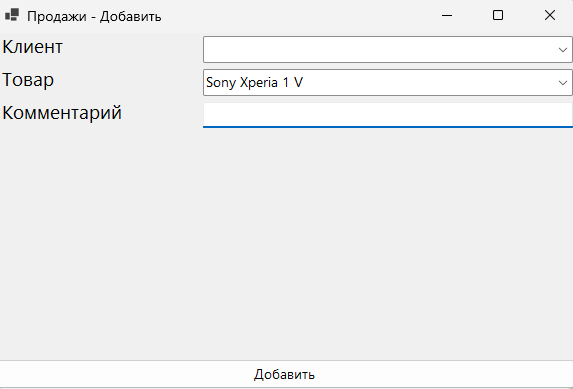 Продажи - Добавить
Клиент
Товар Sony Xperia 1 V
Комментарий
Добавить